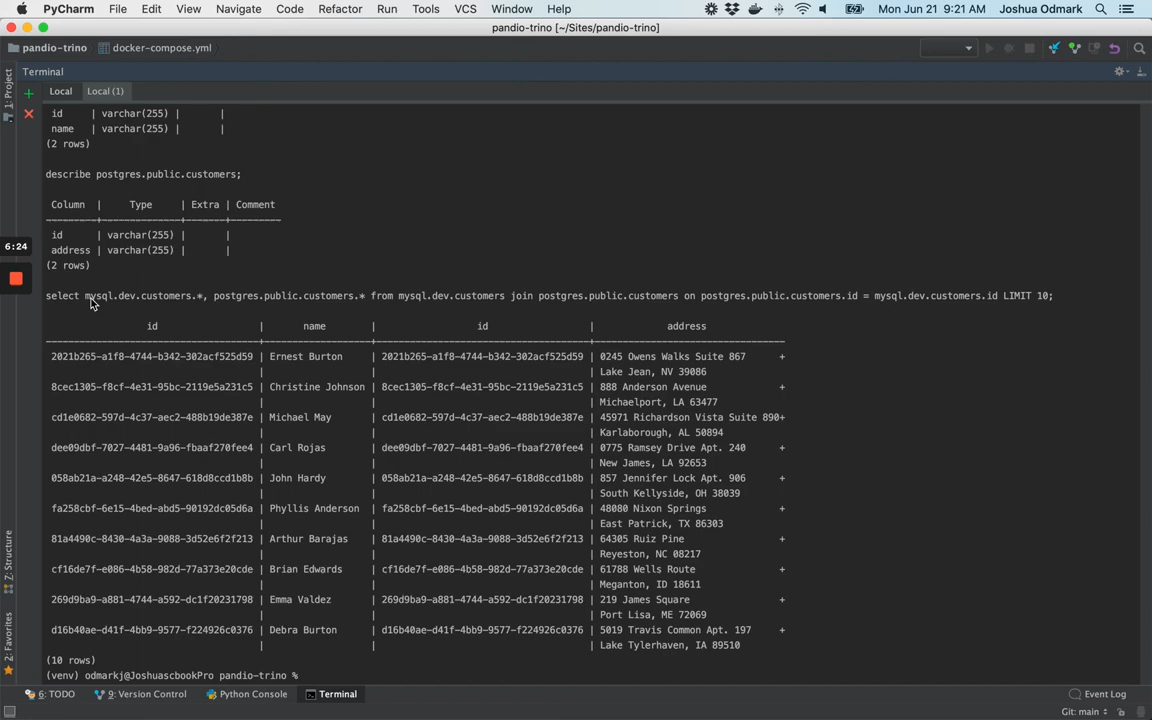 PyCharm File Edit View Navigate Code Refactor Run Tools VCS Window Help Mon Jun 21 9:21 AM Joshua Odmark
pandio-trino [~/Sites/pandio-trino]
pandio-trino docker-compose.yml
Terminal
1: Project
Local Local (1)
id | varchar(255) | |
name | varchar(255) | |
(2 rows)
describe postgres.public.customers;
Column | Type | Extra | Comment
---------+--------------+-------+---------
id | varchar(255) | |
address | varchar(255) | |
(2 rows)
6:24
select mysql.dev.customers.*, postgres.public.customers.* from mysql.dev.customers join postgres.public.customers on postgres.public.customers.id = mysql.dev.customers.id LIMIT 10;
id | name | id | address
--------------------------------------+-------------------+--------------------------------------+----------------------------
2021b265-a1f8-4744-b342-302acf525d59 | Ernest Burton | 2021b265-a1f8-4744-b342-302acf525d59 | 0245 Owens Walks Suite 867 +
| | | Lake Jean, NV 39086
8cec1305-f8cf-4e31-95bc-2119e5a231c5 | Christine Johnson | 8cec1305-f8cf-4e31-95bc-2119e5a231c5 | 888 Anderson Avenue +
| | | Michaelport, LA 63477
cd1e0682-597d-4c37-aec2-488b19de387e | Michael May | cd1e0682-597d-4c37-aec2-488b19de387e | 45971 Richardson Vista Suite 890+
| | | Karlaborough, AL 50894
dee09dbf-7027-4481-9a96-fbaaf270fee4 | Carl Rojas | dee09dbf-7027-4481-9a96-fbaaf270fee4 | 0775 Ramsey Drive Apt. 240 +
| | | New James, LA 92653
058ab21a-a248-42e5-8647-618d8ccd1b8b | John Hardy | 058ab21a-a248-42e5-8647-618d8ccd1b8b | 857 Jennifer Lock Apt. 906 +
| | | South Kellyside, OH 38039
fa258cbf-6e15-4bed-abd5-90192dc05d6a | Phyllis Anderson | fa258cbf-6e15-4bed-abd5-90192dc05d6a | 48080 Nixon Springs +
| | | East Patrick, TX 86303
81a4490c-8430-4a3a-9088-3d52e6f2f213 | Arthur Barajas | 81a4490c-8430-4a3a-9088-3d52e6f2f213 | 64305 Ruiz Pine +
| | | Reyeston, NC 08217
cf16de7f-e086-4b58-982d-77a373e20cde | Brian Edwards | cf16de7f-e086-4b58-982d-77a373e20cde | 61788 Wells Route +
| | | Meganton, ID 18611
269d9ba9-a881-4744-a592-dc1f20231798 | Emma Valdez | 269d9ba9-a881-4744-a592-dc1f20231798 | 219 James Square +
| | | Port Lisa, ME 72069
d16b40ae-d41f-4bb9-9577-f224926c0376 | Debra Burton | d16b40ae-d41f-4bb9-9577-f224926c0376 | 5019 Travis Common Apt. 197 +
| | | Lake Tylerhaven, IA 89510
(10 rows)
(venv) odmarkj@JoshuascbookPro pandio-trino %
7: Structure
2: Favorites
6: TODO 9: Version Control Python Console Terminal Event Log
Git: main